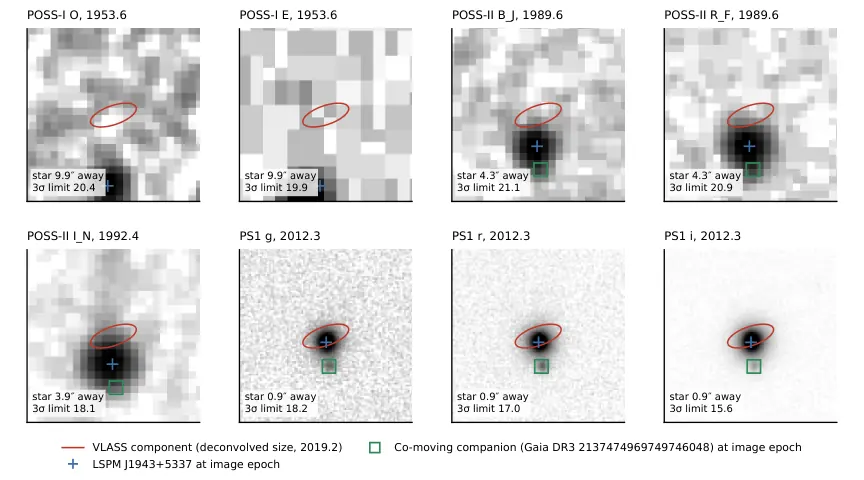 POSS-I O, 1953.6
POSS-I E, 1953.6
POSS-II B_J, 1989.6
POSS-II R_F, 1989.6
star 9.9″ away
3σ limit 20.4
star 9.9″ away
3σ limit 19.9
star 4.3″ away
3σ limit 21.1
star 4.3″ away
3σ limit 20.9
POSS-II I_N, 1992.4
PS1 g, 2012.3
PS1 r, 2012.3
PS1 i, 2012.3
star 3.9″ away
3σ limit 18.1
star 0.9″ away
3σ limit 18.2
star 0.9″ away
3σ limit 17.0
star 0.9″ away
3σ limit 15.6
VLASS component (deconvolved size, 2019.2)
Co-moving companion (Gaia DR3 2137474969749746048) at image epoch
LSPM J1943+5337 at image epoch